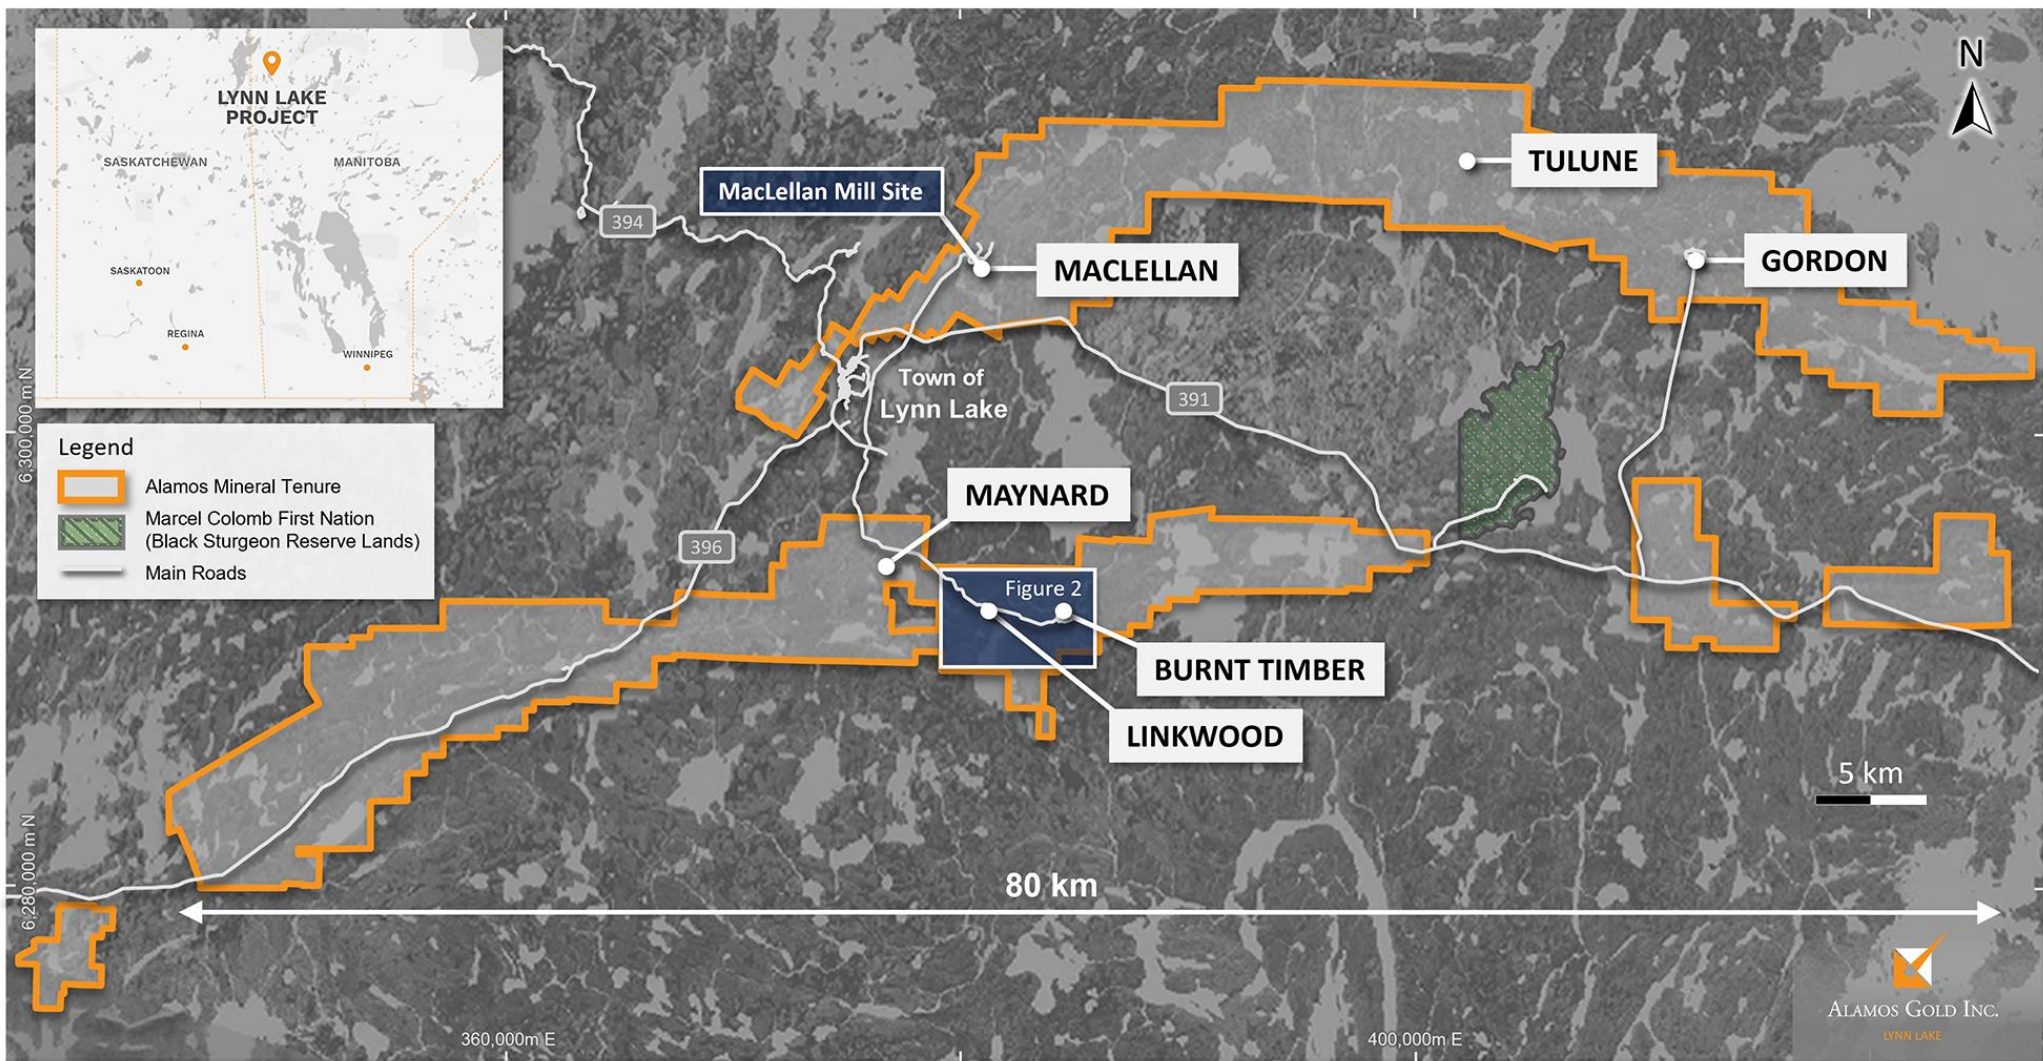 LYNN LAKE
PROJECT
SASKATCHEWAN
MANITOBA
SASKATOON
REGINA
WINNIPEG
N
TULUNE
MacLellan Mill Site
394
MACLELLAN
GORDON
Town of
Lynn Lake
391
6,300,000 m N
Legend
Alamos Mineral Tenure
Marcel Colomb First Nation
(Black Sturgeon Reserve Lands)
Main Roads
MAYNARD
396
Figure 2
BURNT TIMBER
LINKWOOD
5 km
6,280,000 m N
80 km
360,000m E
400,000m E
ALAMOS GOLD INC.
LYNN LAKE